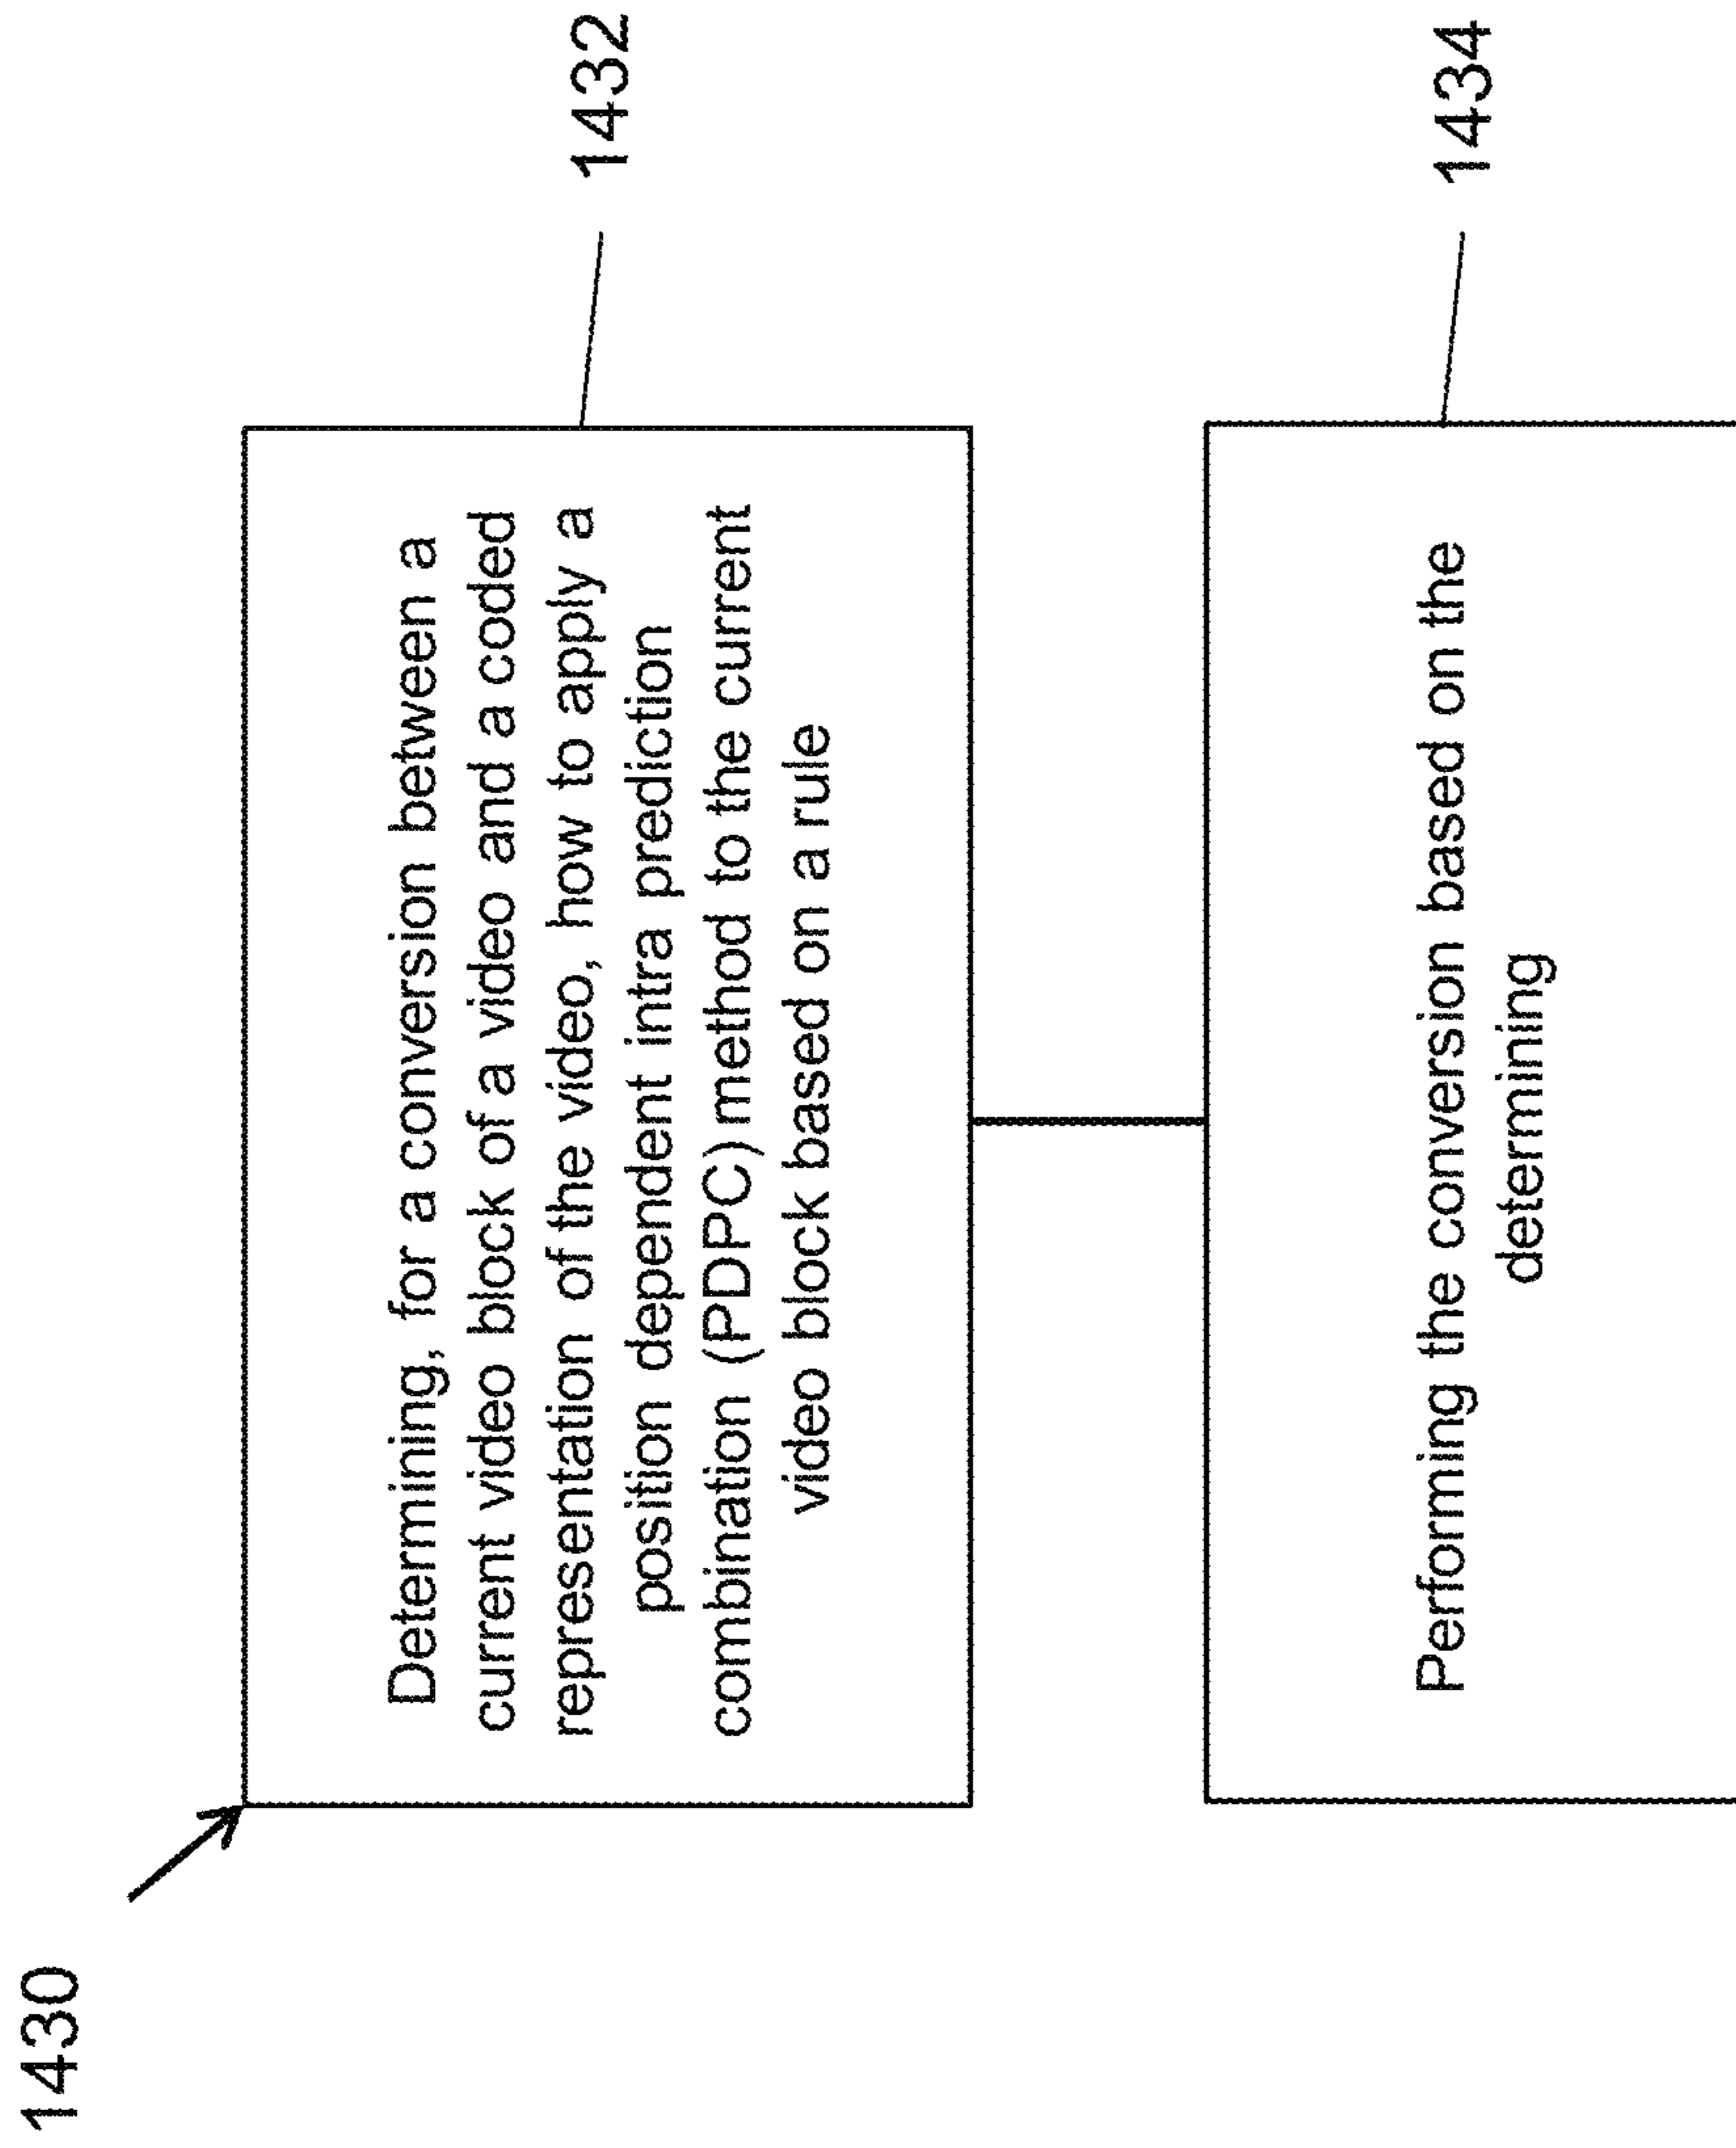 1430
Determining, for a conversion between a
current video block of a video and a coded
representation of the video, how to apply a
position dependent intra prediction
combination (PDPC) method to the current
video block based on a rule
1432
Performing the conversion based on the
determining
1434